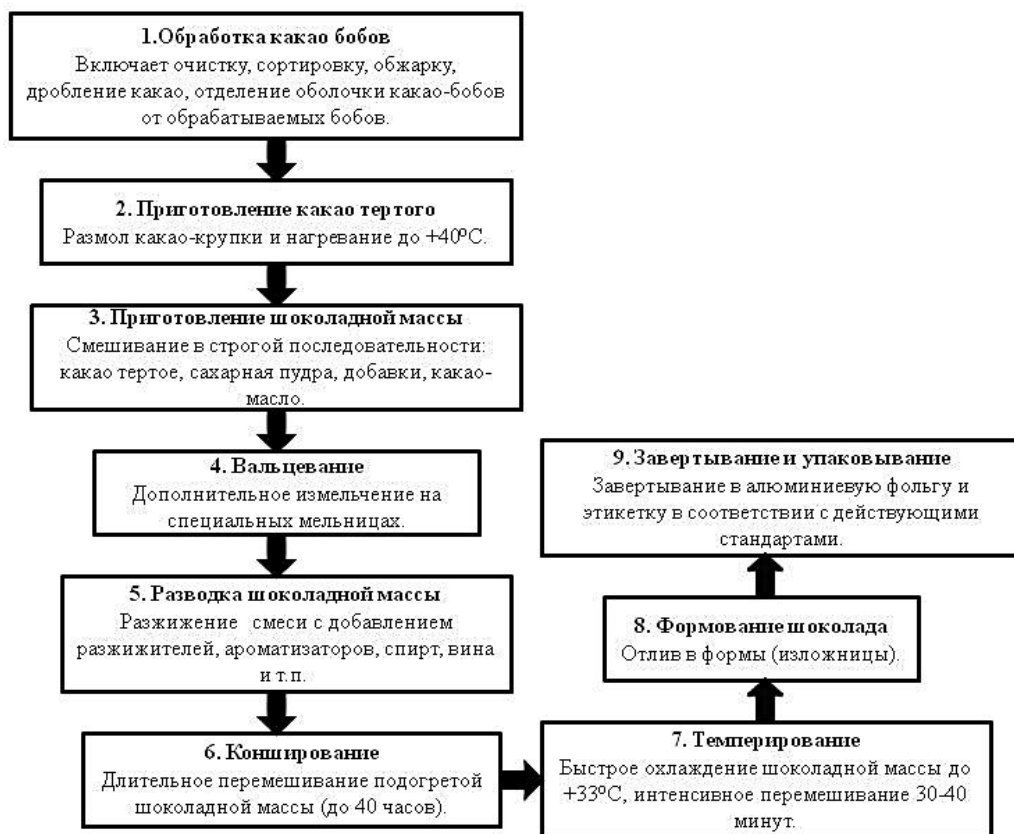 1.Обработка какао бобов
Включает очистку, сортировку, обжарку,
дробление какао, отделение оболочки какао-бобов
от обрабатываемых бобов.
2. Приготовление какао тертого
Размол какао-крупки и нагревание до +40ºС.
3. Приготовление шоколадной массы
Смешивание в строгой последовательности:
какао тертое, сахарная пудра, добавки, какао-
масло.
4. Вальцевание
Дополнительное измельчение на
специальных мельницах.
5. Разводка шоколадной массы
Разжижение смеси с добавлением
разжижителей, ароматизаторов, спирт, вина
и т.п.
6. Конширование
Длительное перемешивание подогретой
шоколадной массы (до 40 часов).
7. Темперирование
Быстрое охлаждение шоколадной массы до
+33ºС, интенсивное перемешивание 30-40
минут.
8. Формование шоколада
Отлив в формы (изложницы).
9. Завертывание и упаковывание
Завертывание в алюминиевую фольгу и
этикетку в соответствии с действующими
стандартами.